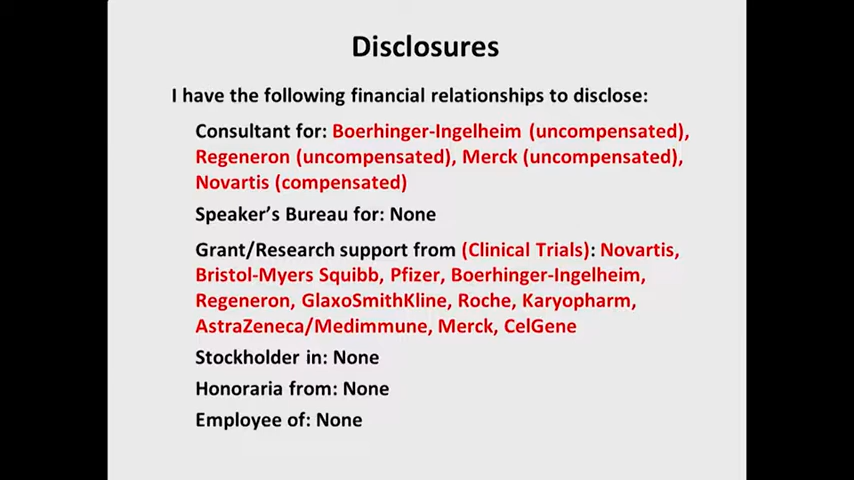 Disclosures
I have the following financial relationships to disclose:
Consultant for: Boerhinger-Ingelheim (uncompensated),
Regeneron (uncompensated), Merck (uncompensated),
Novartis (compensated)
Speaker's Bureau for: None
Grant/Research support from (Clinical Trials): Novartis,
Bristol-Myers Squibb, Pfizer, Boerhinger-Ingelheim,
Regeneron, GlaxoSmithKline, Roche, Karyopharm,
AstraZeneca/Medimmune, Merck, CelGene
Stockholder in: None
Honoraria from: None
Employee of: None